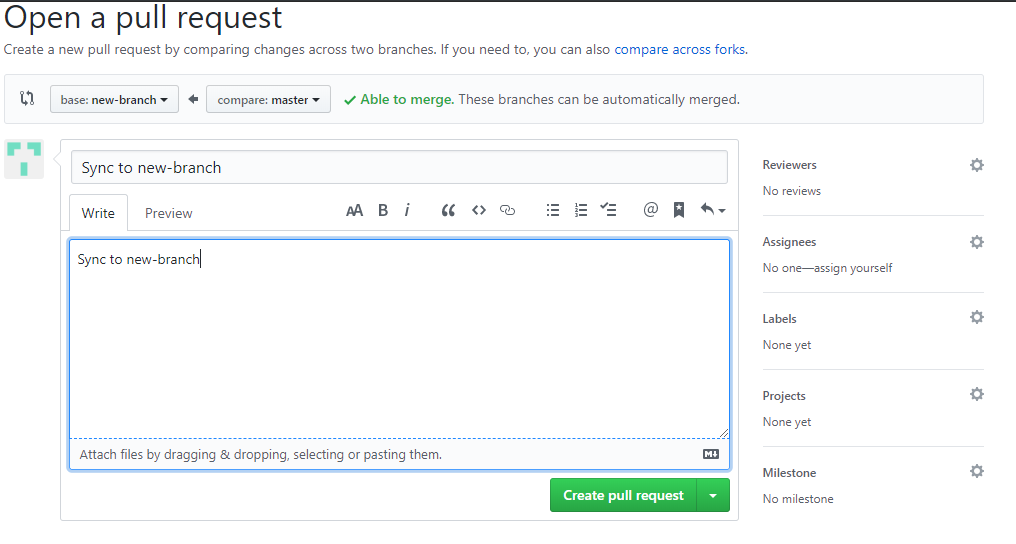 Open a pull request
Create a new pull request by comparing changes across two branches. If you need to, you can also compare across forks.
base: new-branch compare: master Able to merge. These branches can be automatically merged.
Sync to new-branch
Write Preview AA B i @
Sync to new-branch
Attach files by dragging & dropping, selecting or pasting them.
Create pull request
Reviewers
No reviews
Assignees
No one—assign yourself
Labels
None yet
Projects
None yet
Milestone
No milestone